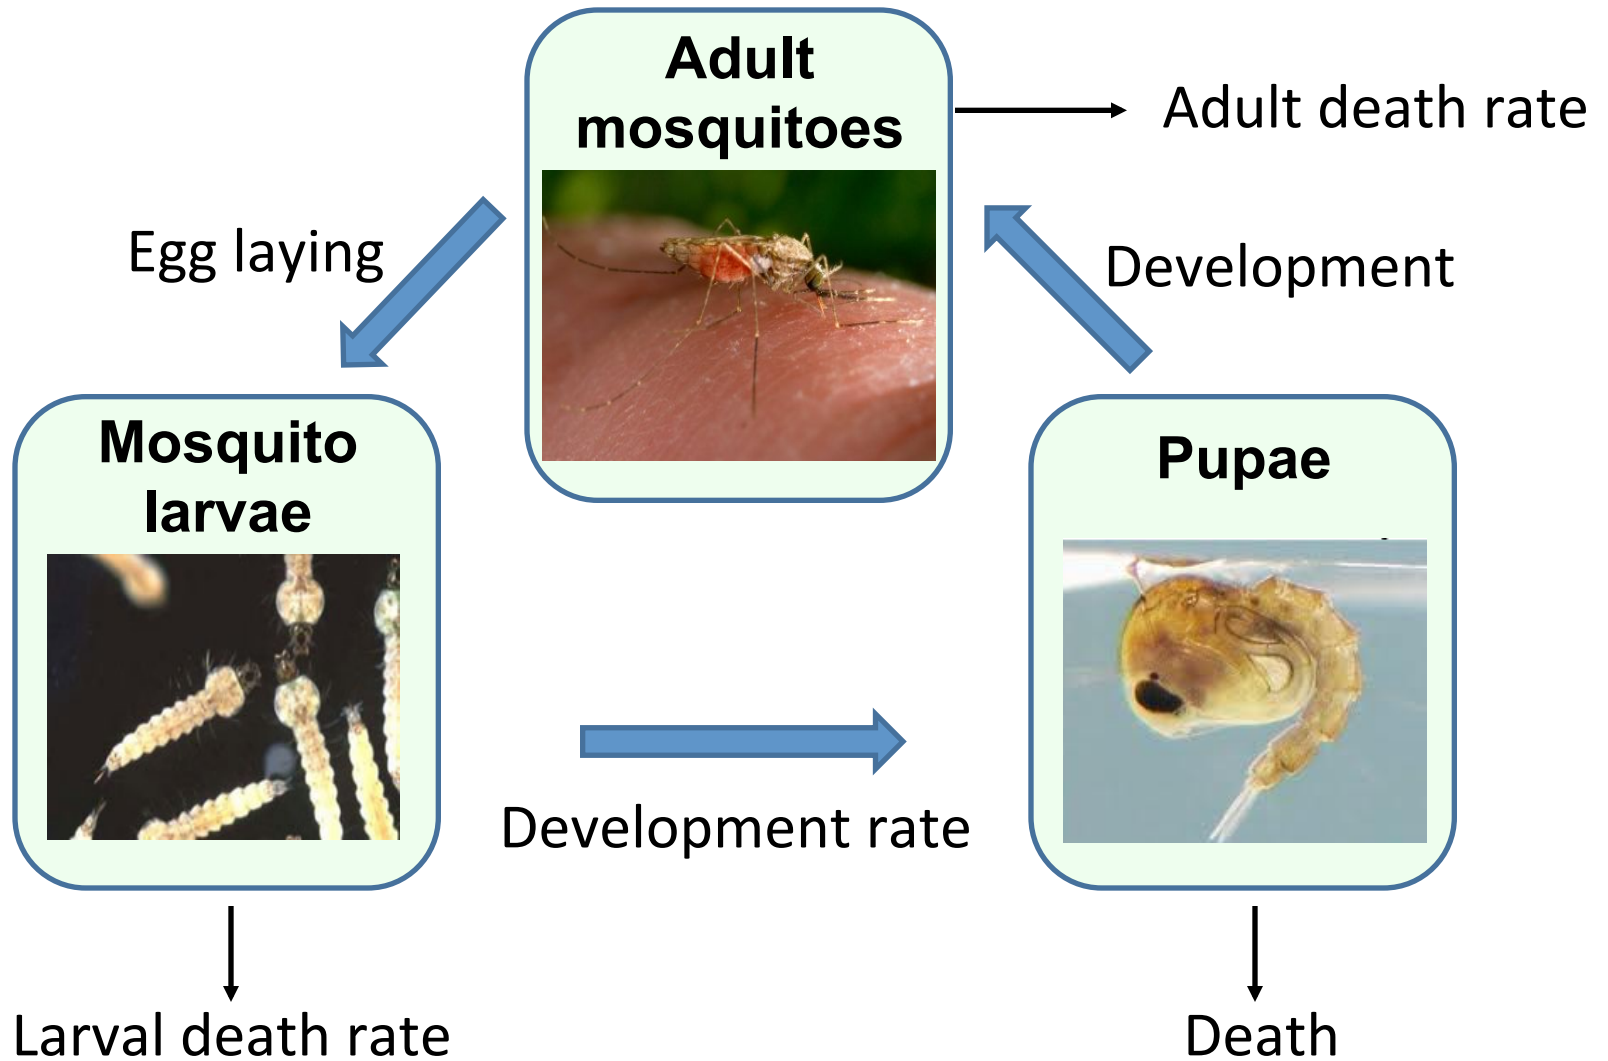 Adult
mosquitoes
Adult death rate
Egg laying
Development
Mosquito
larvae
Pupae
Development rate
Larval death rate
Death